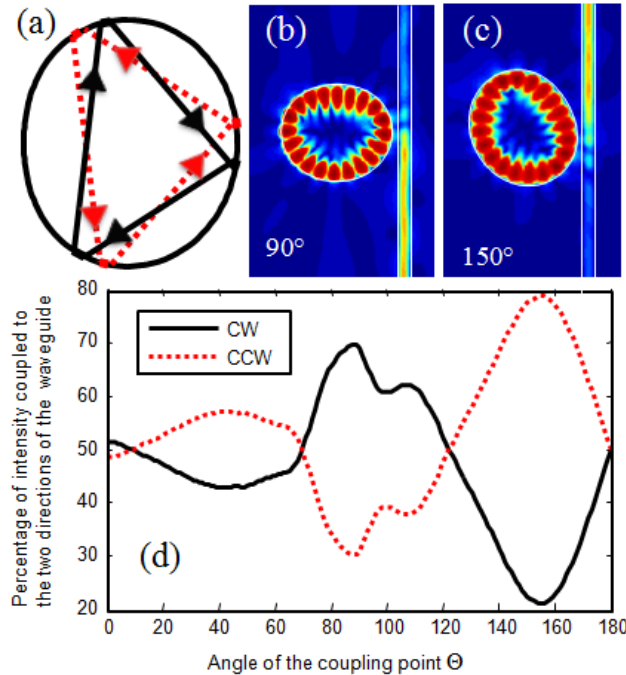 (a)
(b)
(c)
90°
150°
Percentage of intensity coupled to
the two directions of the waveguide
80
70
60
50
40
30
20
CW
CCW
(d)
0
20
40
60
80
100
120
140
160
180
Angle of the coupling point Θ